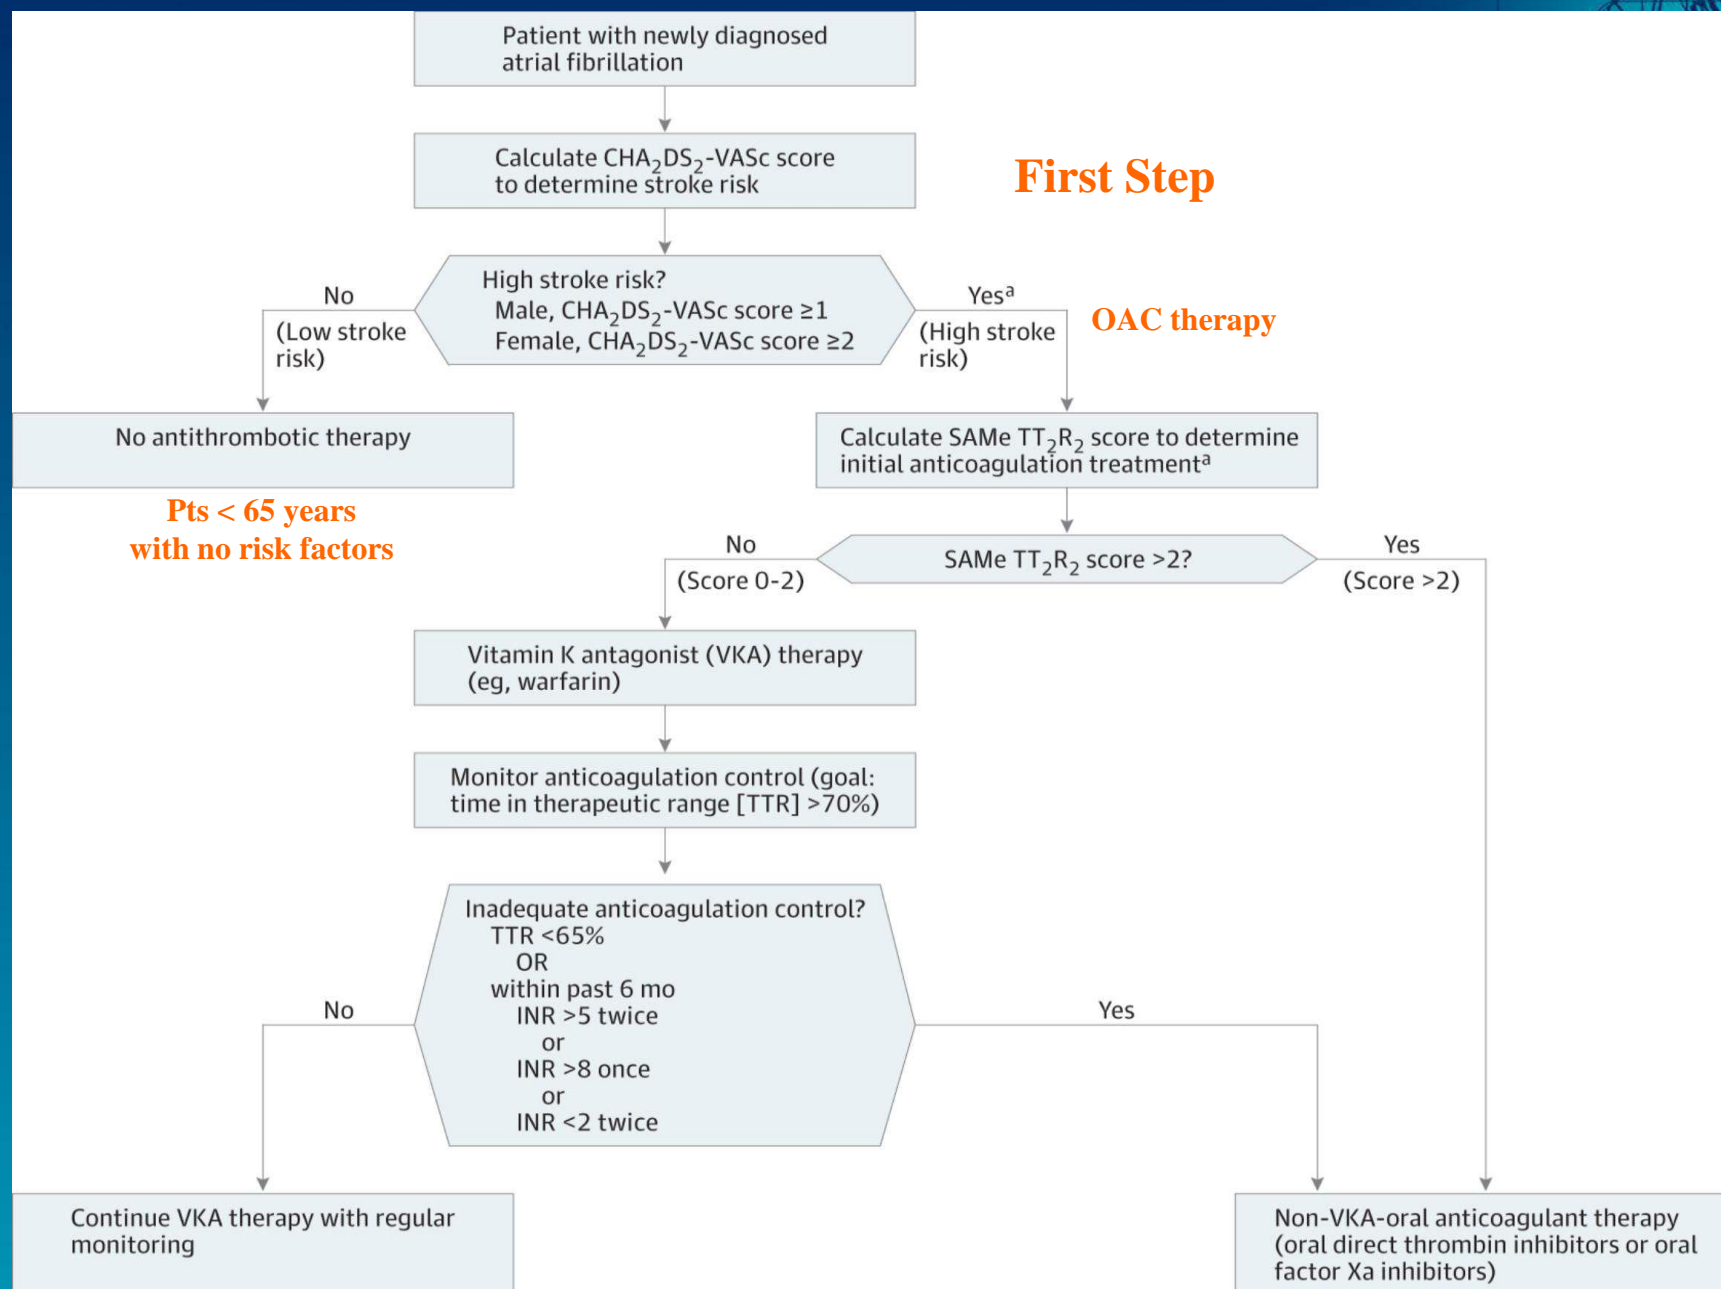 Patient with newly diagnosed
atrial fibrillation
Calculate CHA₂DS₂-VASc score
to determine stroke risk
First Step
High stroke risk?
Male, CHA₂DS₂-VASc score ≥1
Female, CHA₂DS₂-VASc score ≥2
No
(Low stroke
risk)
Yesᵃ
(High stroke
risk)
OAC therapy
No antithrombotic therapy
Pts < 65 years
with no risk factors
Calculate SAMe TT₂R₂ score to determine
initial anticoagulation treatmentᵃ
SAMe TT₂R₂ score >2?
No
(Score 0-2)
Yes
(Score >2)
Vitamin K antagonist (VKA) therapy
(eg, warfarin)
Monitor anticoagulation control (goal:
time in therapeutic range [TTR] >70%)
Inadequate anticoagulation control?
TTR <65%
OR
within past 6 mo
INR >5 twice
or
INR >8 once
or
INR <2 twice
No
Yes
Continue VKA therapy with regular
monitoring
Non-VKA-oral anticoagulant therapy
(oral direct thrombin inhibitors or oral
factor Xa inhibitors)